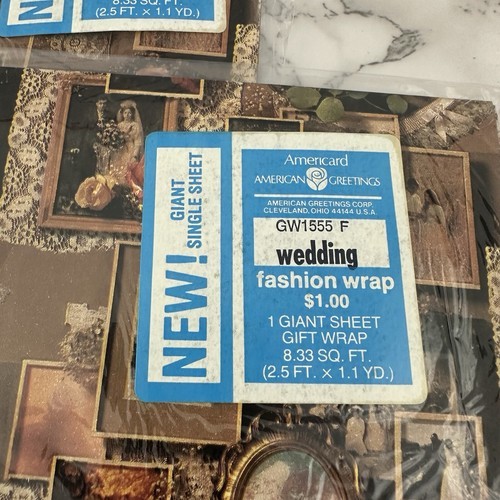 N
8.33 SQ. FT.
(2.5 FT. × 1.1 YD.)
NEW!
GIANT
SINGLE SHEET
Americard
AMERICAN GREETINGS
AMERICAN GREETINGS CORP.
CLEVELAND, OHIO 44144 U.S.A.
GW1555 F
wedding
fashion wrap
$1.00
1 GIANT SHEET
GIFT WRAP
8.33 SQ. FT.
(2.5 FT. × 1.1 YD.)